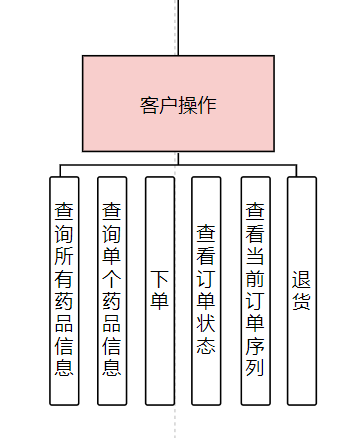 客户操作
查询所有药品信息
查询单个药品信息
下单
查看订单状态
查看当前订单序列
退货